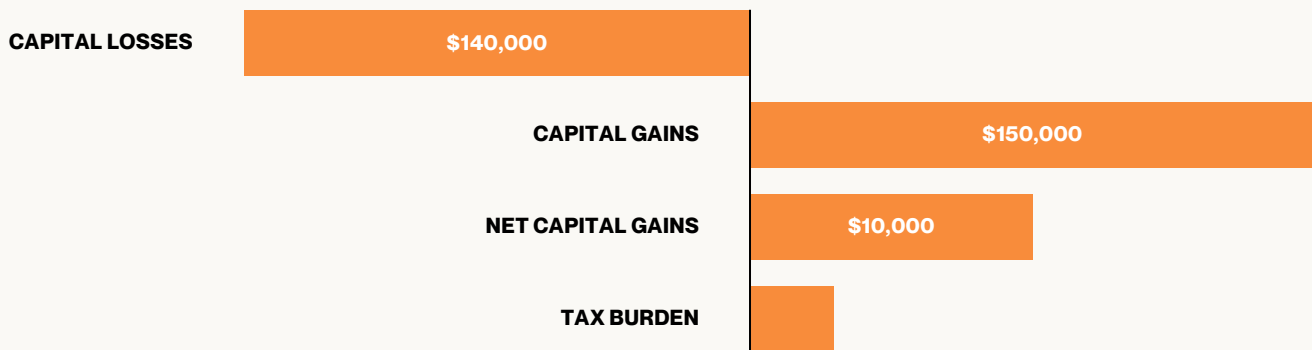 CAPITAL LOSSES $140,000
CAPITAL GAINS $150,000
NET CAPITAL GAINS $10,000
TAX BURDEN